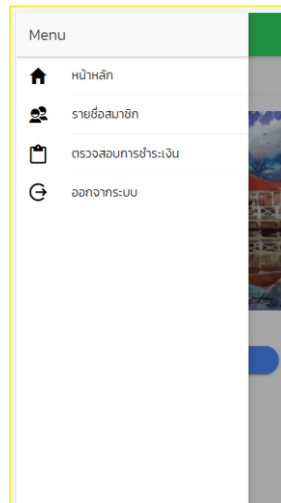 Menu
หน้าหลัก
รายชื่อสมาชิก
ตรวจสอบการชำระเงิน
ออกจากระบบ